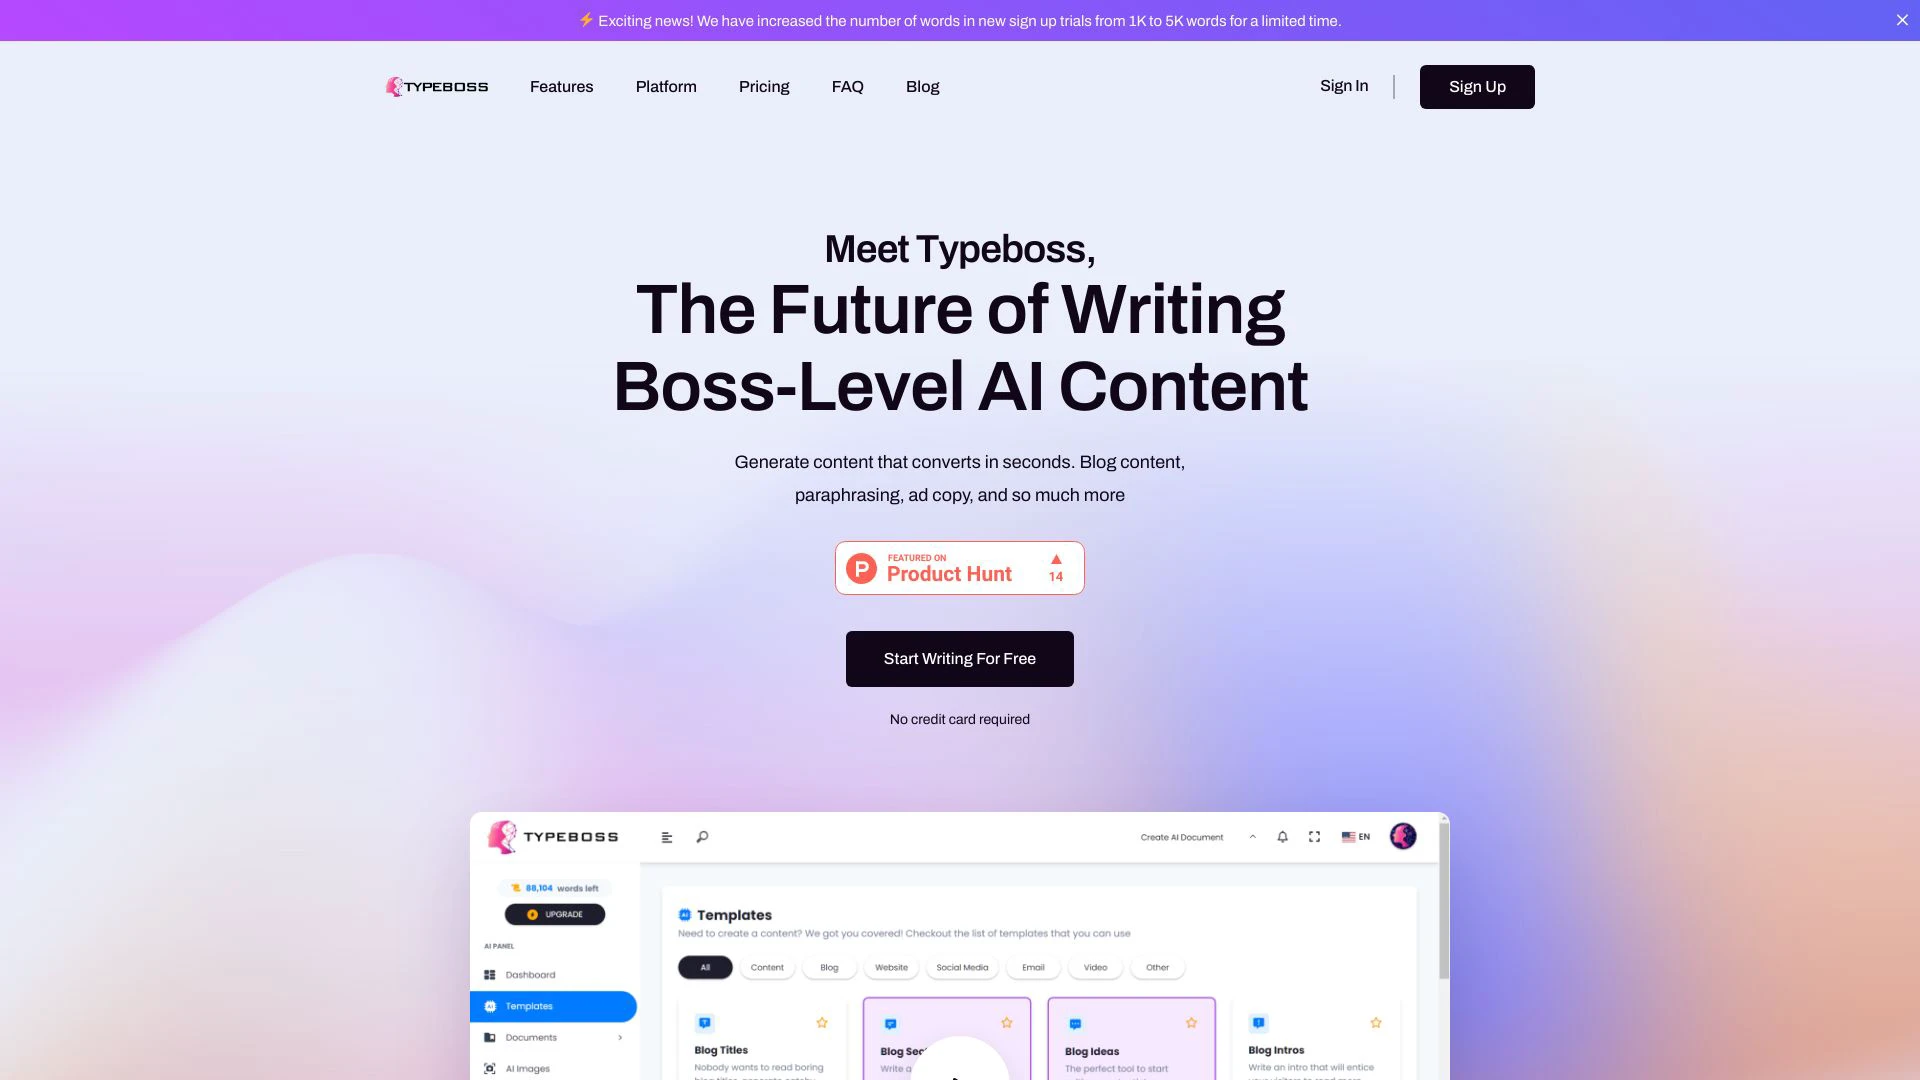 ⚡ Exciting news! We have increased the number of words in new sign up trials from 1K to 5K words for a limited time.
TYPEBOSS
Features
Platform
Pricing
FAQ
Blog
Sign In
Sign Up
Meet Typeboss,
The Future of Writing
Boss-Level AI Content
Generate content that converts in seconds. Blog content,
paraphrasing, ad copy, and so much more
FEATURED ON
Product Hunt
14
Start Writing For Free
No credit card required
TYPEBOSS
Create AI Document
EN
88,104 words left
UPGRADE
AI PANEL
Dashboard
Templates
Documents
AI Images
Templates
Need to create a content? We got you covered! Checkout the list of templates that you can use
All
Content
Blog
Website
Social Media
Email
Video
Other
Blog Titles
Nobody wants to read boring
Blog Sec
Write a
Blog Ideas
The perfect tool to start
Blog Intros
Write an intro that will entice